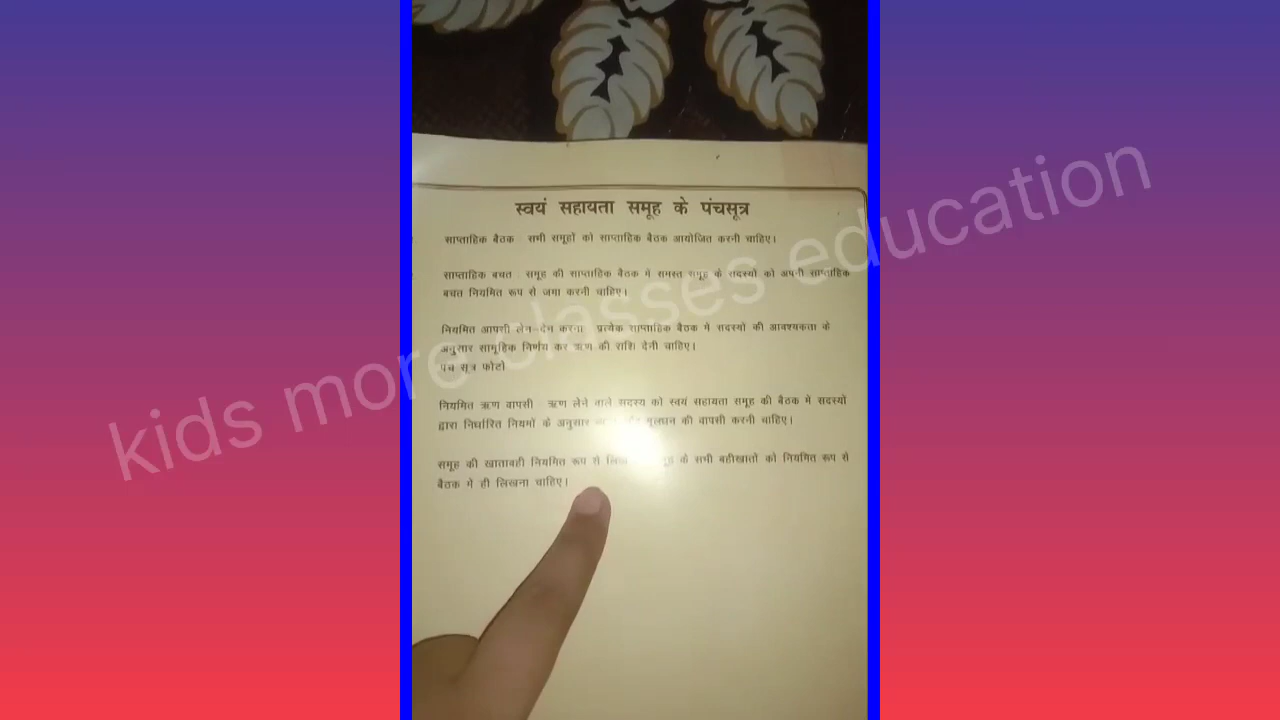 स्वयं सहायता समूह के पंचसूत्र
साप्ताहिक बैठक : सभी समूहों को साप्ताहिक बैठक आयोजित करनी चाहिए।
साप्ताहिक बचत : समूह की साप्ताहिक बैठक में समस्त समूह के सदस्यों को अपनी साप्ताहिक
बचत नियमित रूप से जमा करनी चाहिए।
नियमित आपसी लेन-देन करना : प्रत्येक साप्ताहिक बैठक में सदस्यों की आवश्यकता के
अनुसार सामूहिक निर्णय कर ऋण की राशि देनी चाहिए।
पंच सूत्र फोटो
नियमित ऋण वापसी : ऋण लेने वाले सदस्य को स्वयं सहायता समूह की बैठक में सदस्यों
द्वारा निर्धारित नियमों के अनुसार मूलधन की वापसी करनी चाहिए।
समूह की खाताबही नियमित रूप से के सभी बहीखातों को नियमित रूप से
बैठक में ही लिखना चाहिए।
kids more classes education